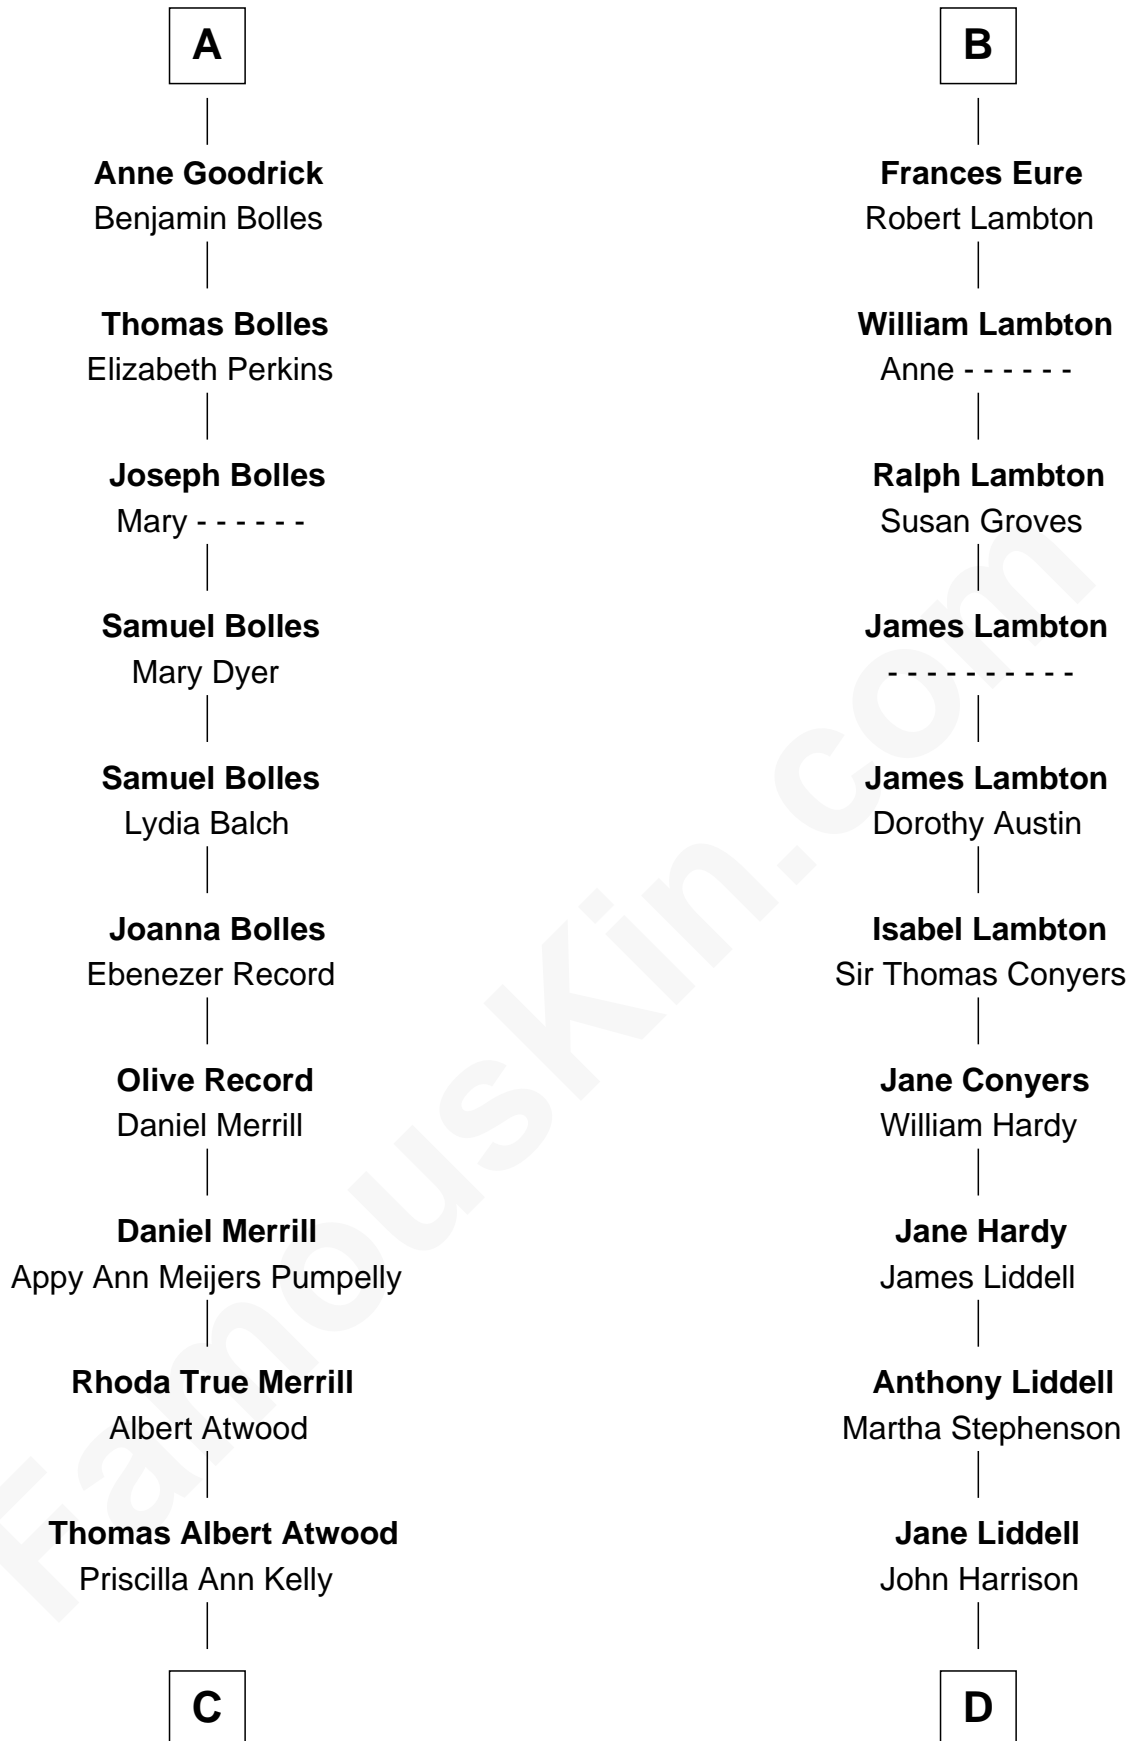 A
Anne Goodrick
Benjamin Bolles
Thomas Bolles
Elizabeth Perkins
Joseph Bolles
Mary - - - - - -
Samuel Bolles
Mary Dyer
Samuel Bolles
Lydia Balch
Joanna Bolles
Ebenezer Record
Olive Record
Daniel Merrill
Daniel Merrill
Appy Ann Meijers Pumpelly
Rhoda True Merrill
Albert Atwood
Thomas Albert Atwood
Priscilla Ann Kelly
C
B
Frances Eure
Robert Lambton
William Lambton
Anne - - - - - -
Ralph Lambton
Susan Groves
James Lambton
- - - - - - - - - -
James Lambton
Dorothy Austin
Isabel Lambton
Sir Thomas Conyers
Jane Conyers
William Hardy
Jane Hardy
James Liddell
Anthony Liddell
Martha Stephenson
Jane Liddell
John Harrison
D
FamousKin.com